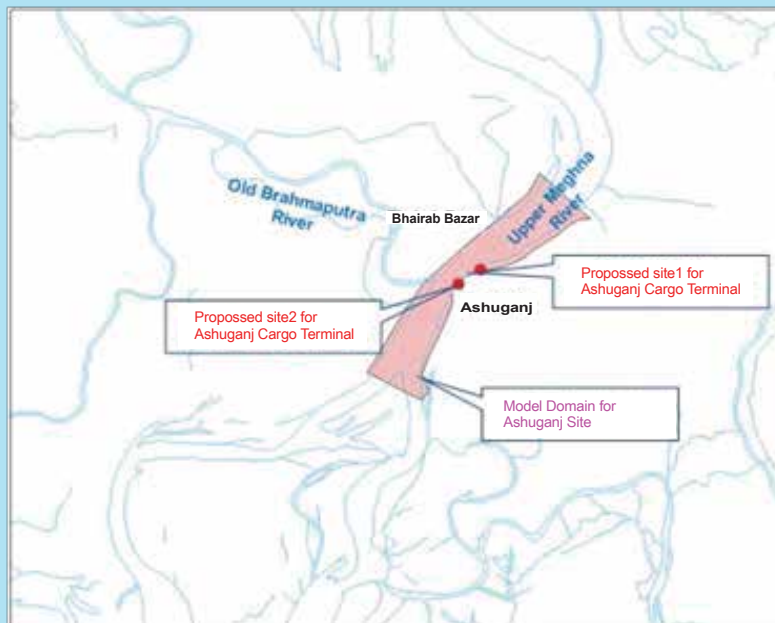 Upper Meghna
River
Old Brahmaputra
River
Bhairab Bazar
Propossed site1 for
Ashuganj Cargo Terminal
Ashuganj
Propossed site2 for
Ashuganj Cargo Terminal
Model Domain for
Ashuganj Site